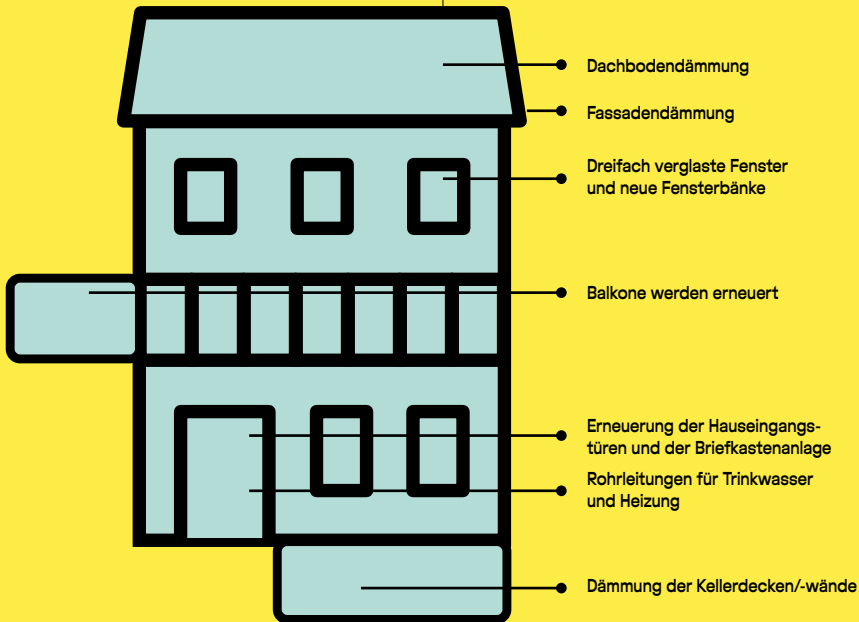 Dachbodendämmung
Fassadendämmung
Dreifach verglaste Fenster
und neue Fensterbänke
Balkone werden erneuert
Erneuerung der Hauseingangs-
türen und der Briefkastenanlage
Rohrleitungen für Trinkwasser
und Heizung
Dämmung der Kellerdecken/-wände